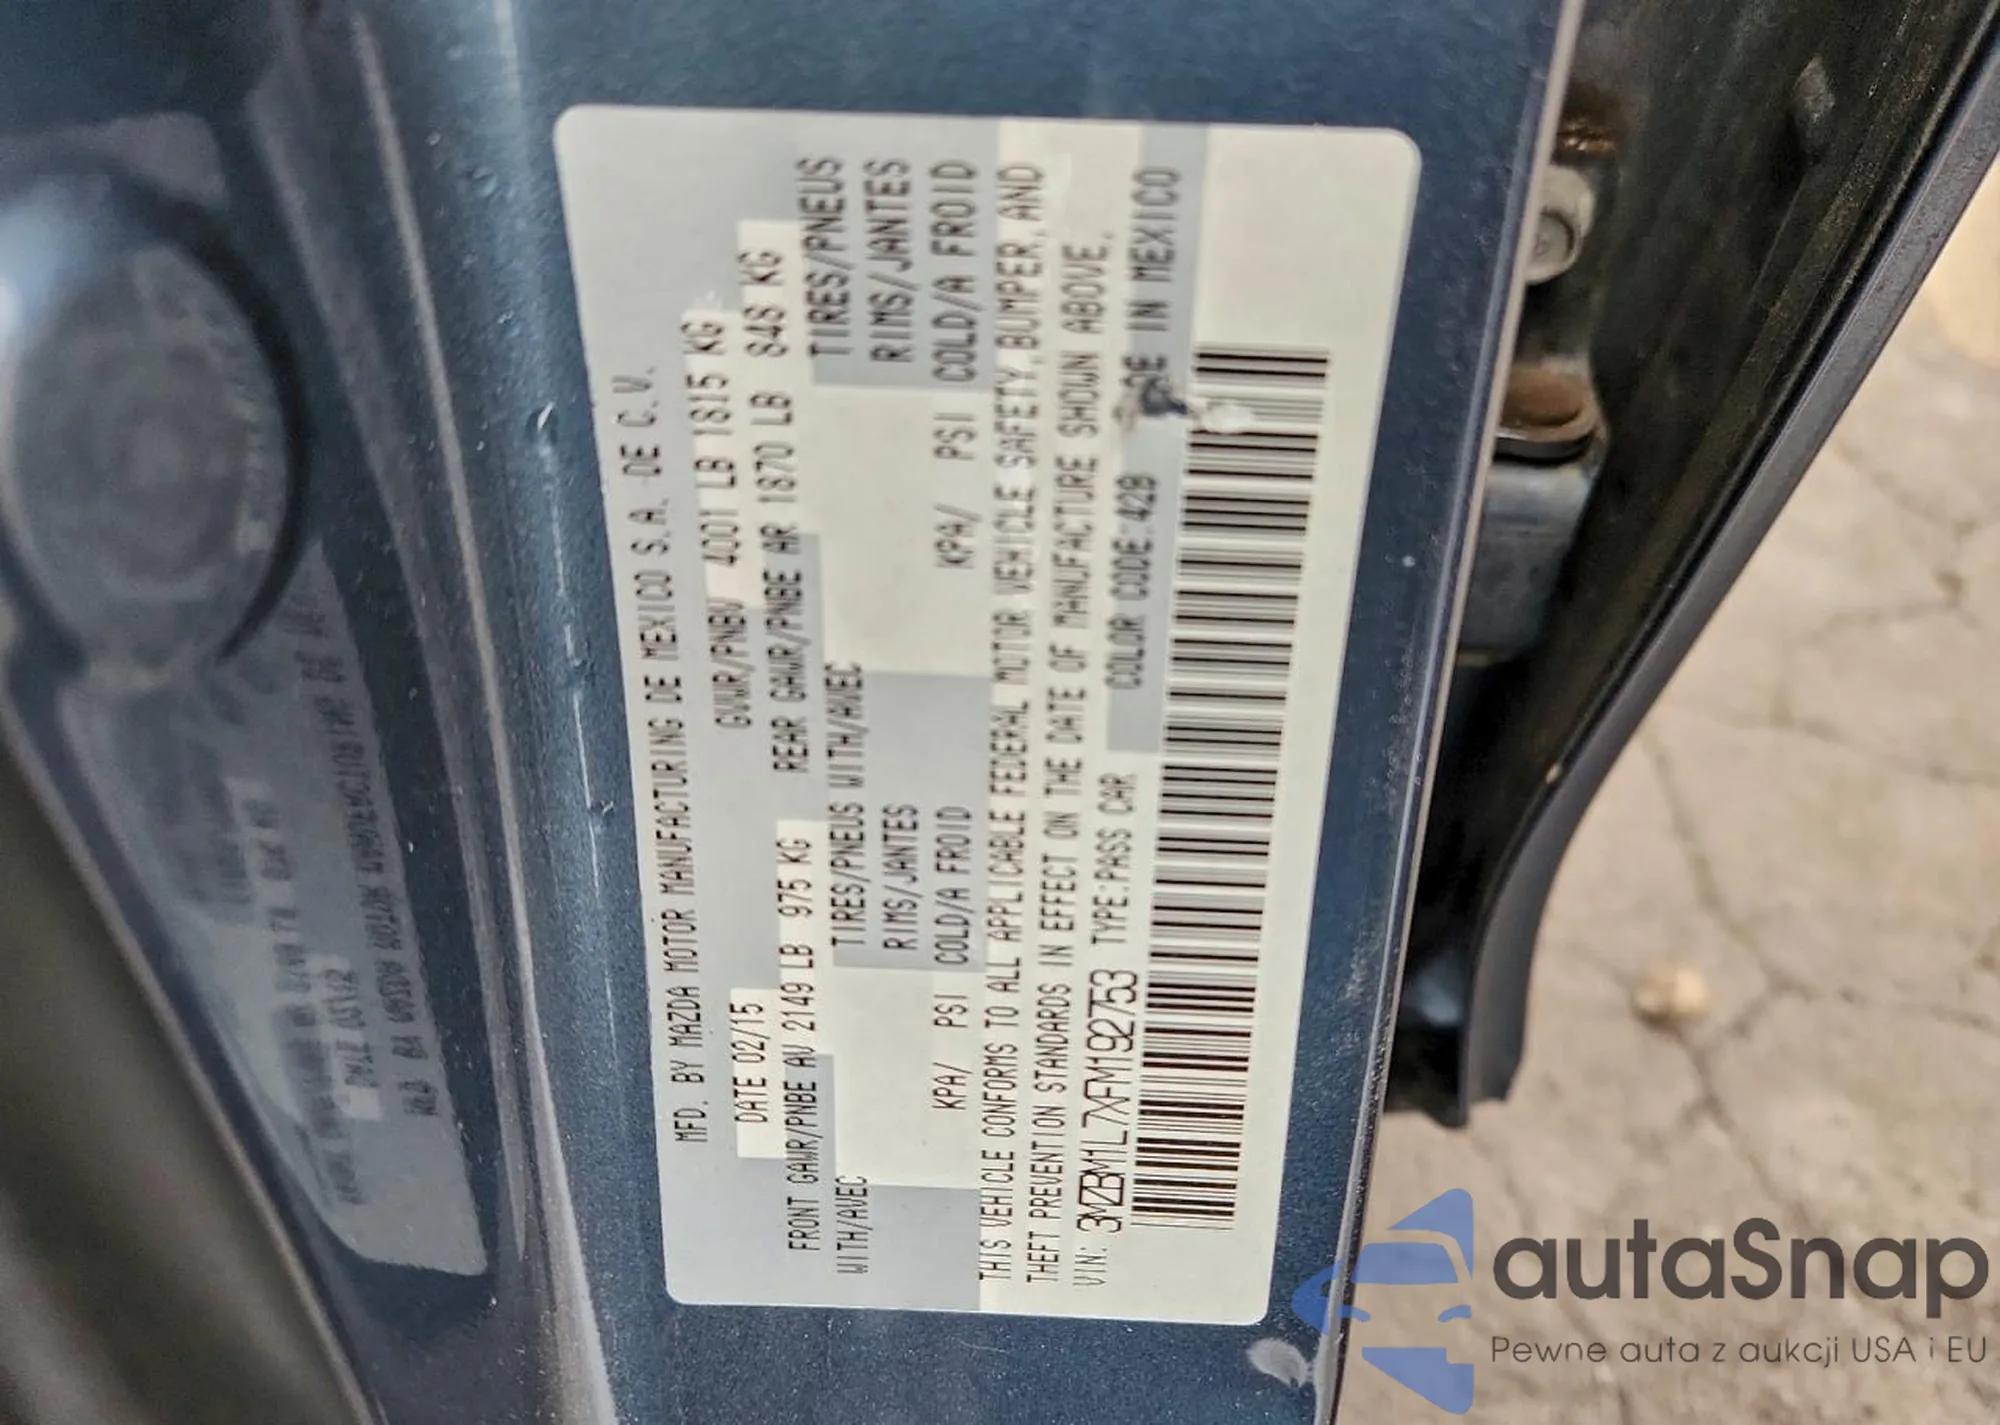 MFD. BY MAZDA MOTOR MANUFACTURING DE MEXICO S.A. DE C.V.
DATE 02/15 GVWR/PNBV 4001 LB 1815 KG
FRONT GAWR/PNBE AV 2149 LB 975 KG REAR GAWR/PNBE AR 1870 LB 848 KG
WITH/AVEC TIRES/PNEUS WITH/AVEC TIRES/PNEUS
RIMS/JANTES RIMS/JANTES
KPA/ PSI COLD/A FROID KPA/ PSI COLD/A FROID
THIS VEHICLE CONFORMS TO ALL APPLICABLE FEDERAL MOTOR VEHICLE SAFETY, BUMPER, AND
THEFT PREVENTION STANDARDS IN EFFECT ON THE DATE OF MANUFACTURE SHOWN ABOVE.
VIN: 3MZBM1L7XFM192753 TYPE:PASS CAR COLOR CODE:42B IN MEXICO
autaSnap
Pewne auta z aukcji USA i EU